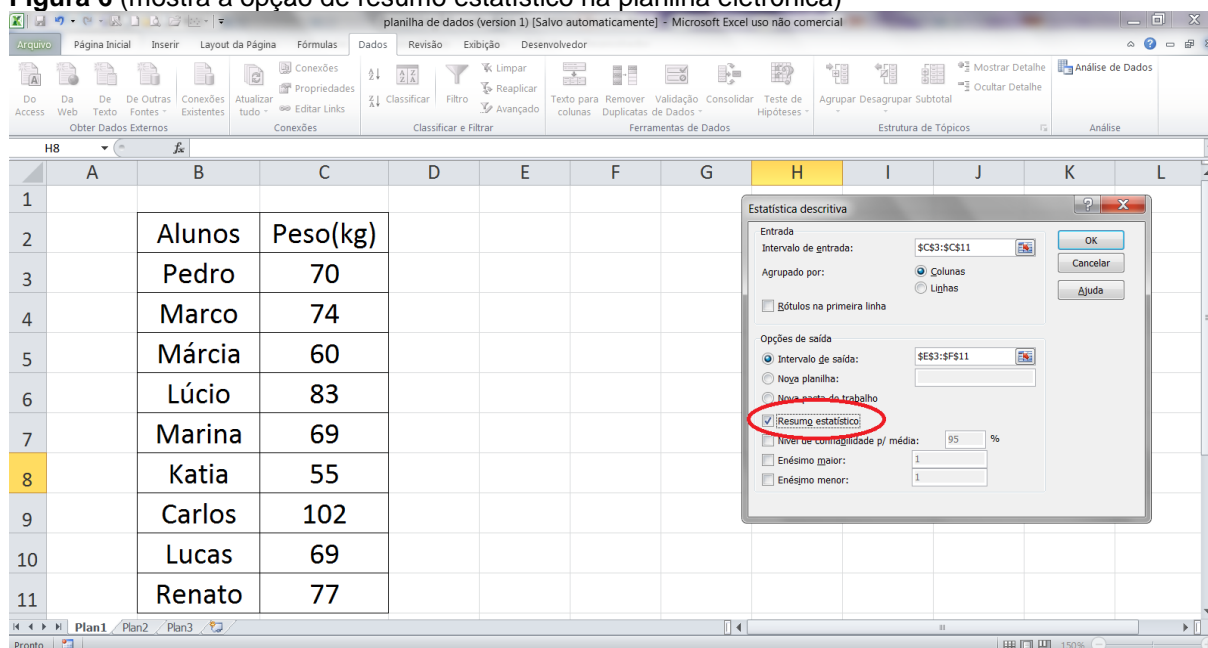 Figura 6 (mostra a opção de resumo estatístico na planilha eletrônica)
planilha de dados (version 1) [Salvo automaticamente] - Microsoft Excel uso não comercial
Arquivo Página Inicial Inserir Layout da Página Fórmulas Dados Revisão Exibição Desenvolvedor
Do Access
Da Web
De Texto
De Outras Fontes
Conexões Existentes
Obter Dados Externos
Atualizar tudo
Conexões
Propriedades
Editar Links
Conexões
Classificar
Filtro
Limpar
Reaplicar
Avançado
Classificar e Filtrar
Texto para colunas
Remover Duplicatas
Validação de Dados
Consolidar
Teste de Hipóteses
Ferramentas de Dados
Agrupar
Desagrupar
Subtotal
Mostrar Detalhe
Ocultar Detalhe
Estrutura de Tópicos
Análise de Dados
Análise
H8 fx
A B C D E F G H I J K L
1
2 Alunos Peso(kg)
3 Pedro 70
4 Marco 74
5 Márcia 60
6 Lúcio 83
7 Marina 69
8 Katia 55
9 Carlos 102
10 Lucas 69
11 Renato 77
Estatística descritiva
Entrada
Intervalo de entrada: $C$3:$C$11
Agrupado por: Colunas
Linhas
Rótulos na primeira linha
Opções de saída
Intervalo de saída: $E$3:$F$11
Nova planilha:
Nova pasta de trabalho
Resumo estatístico
Nível de confiabilidade p/ média: 95 %
Enésimo maior: 1
Enésimo menor: 1
OK
Cancelar
Ajuda
Plan1 Plan2 Plan3
Pronto 150%